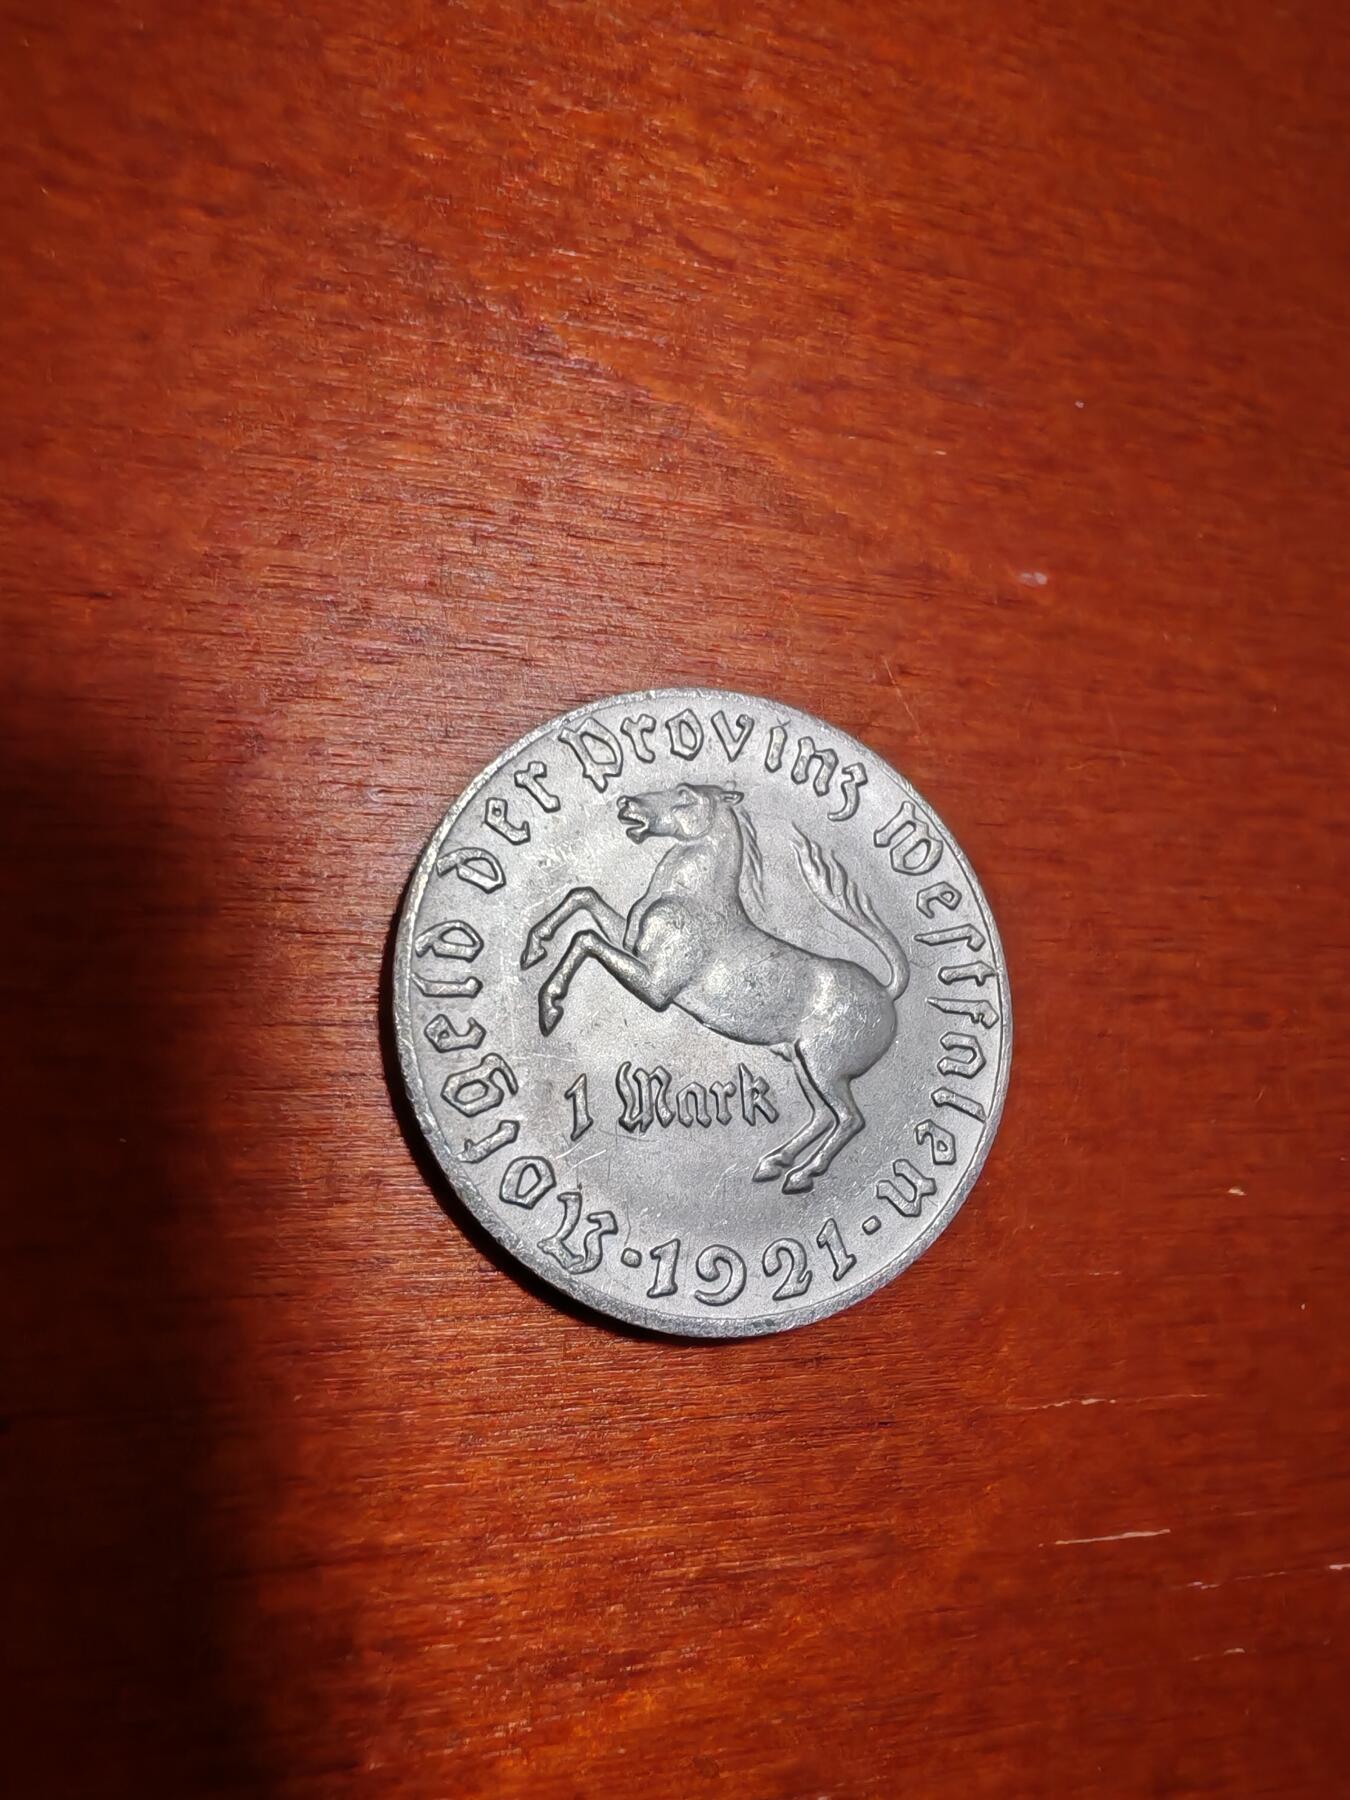 Notgeld der Provinz Westfalen
1 Mark
·1921·